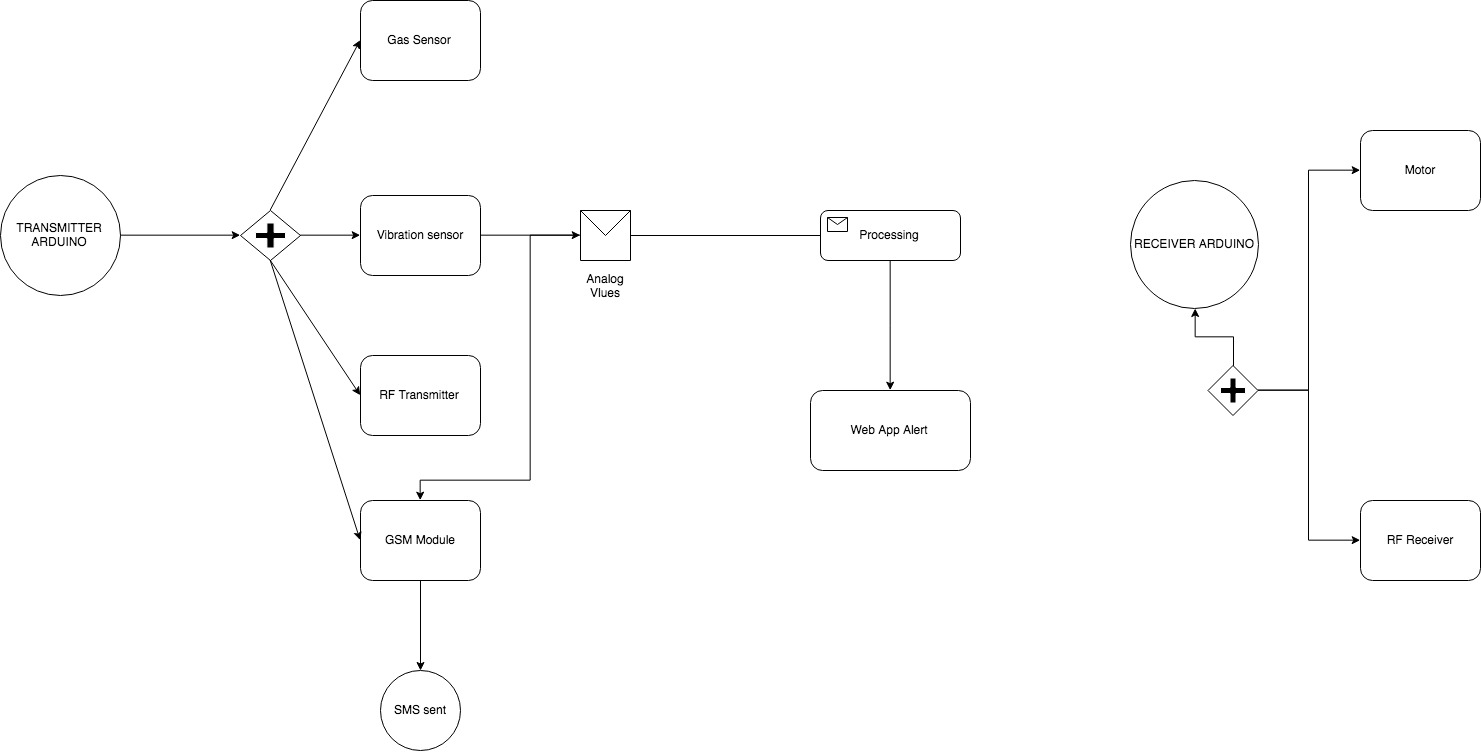 Gas Sensor
TRANSMITTER
ARDUINO
Vibration sensor
Analog
Vlues
Processing
RF Transmitter
Web App Alert
GSM Module
SMS sent
RECEIVER ARDUINO
Motor
RF Receiver